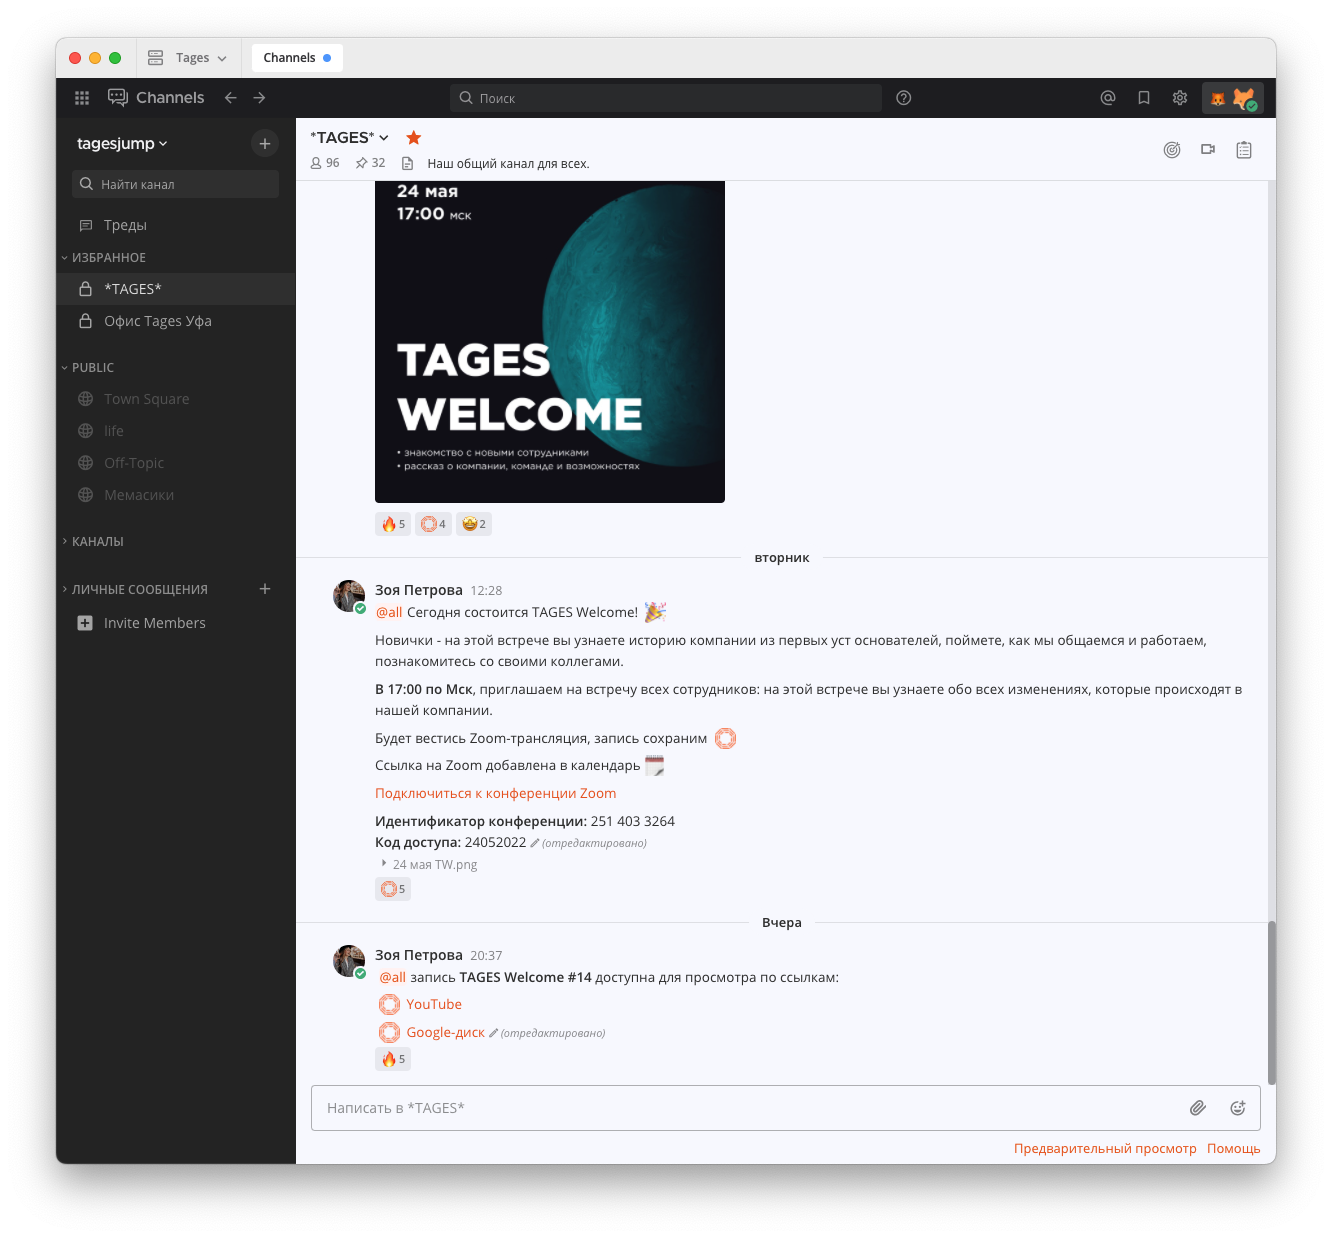 Tages
Channels
Channels
Поиск
tagesjump
Найти канал
Треды
ИЗБРАННОЕ
*TAGES*
Офис Tages Уфа
PUBLIC
Town Square
life
Off-Topic
Мемасики
КАНАЛЫ
ЛИЧНЫЕ СООБЩЕНИЯ
Invite Members
*TAGES*
96 32 Наш общий канал для всех.
24 мая
17:00 мск
TAGES
WELCOME
• знакомство с новыми сотрудниками
• рассказ о компании, команде и возможностях
5 4 2
вторник
Зоя Петрова 12:28
@all Сегодня состоится TAGES Welcome!
Новички - на этой встрече вы узнаете историю компании из первых уст основателей, поймете, как мы общаемся и работаем,
познакомитесь со своими коллегами.
В 17:00 по Мск, приглашаем на встречу всех сотрудников: на этой встрече вы узнаете обо всех изменениях, которые происходят в
нашей компании.
Будет вестись Zoom-трансляция, запись сохраним
Ссылка на Zoom добавлена в календарь
Подключиться к конференции Zoom
Идентификатор конференции: 251 403 3264
Код доступа: 24052022 (отредактировано)
24 мая TW.png
5
Вчера
Зоя Петрова 20:37
@all запись TAGES Welcome #14 доступна для просмотра по ссылкам:
YouTube
Google-диск (отредактировано)
5
Написать в *TAGES*
Предварительный просмотр Помощь